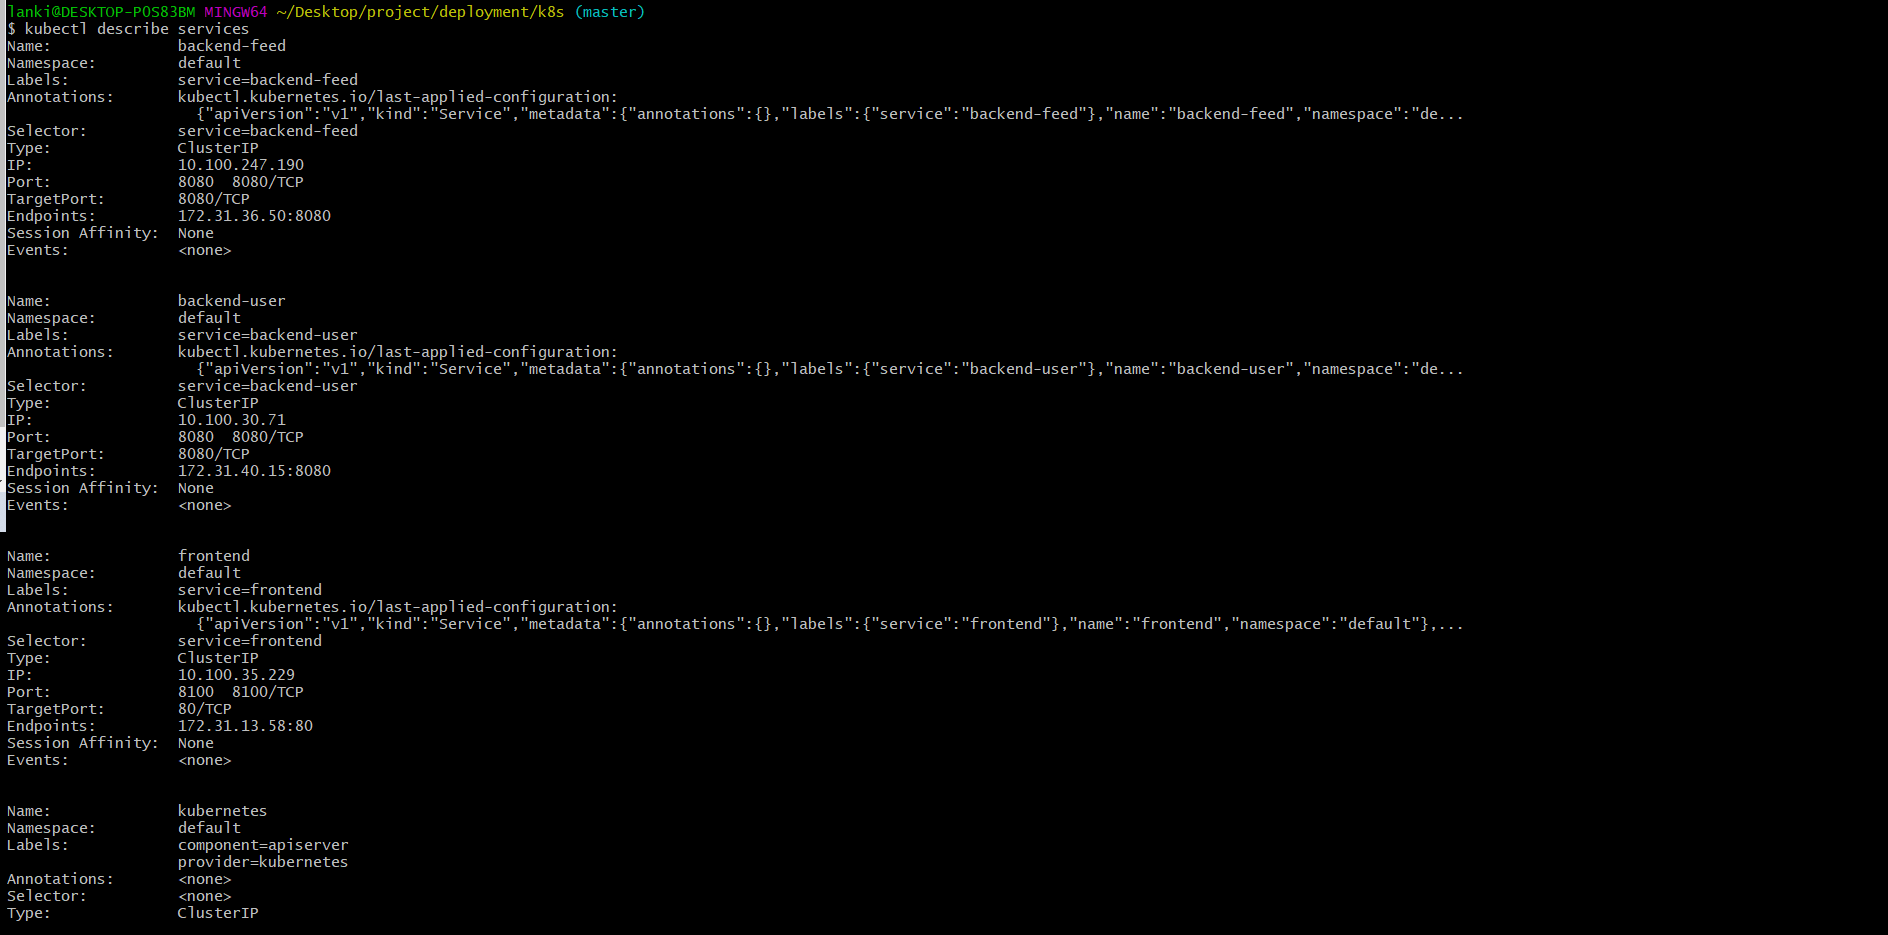 lanki@DESKTOP-POS83BM MINGW64 ~/Desktop/project/deployment/k8s (master)
$ kubectl describe services
Name:              backend-feed
Namespace:         default
Labels:            service=backend-feed
Annotations:       kubectl.kubernetes.io/last-applied-configuration:
                     {"apiVersion":"v1","kind":"Service","metadata":{"annotations":{},"labels":{"service":"backend-feed"},"name":"backend-feed","namespace":"de...
Selector:          service=backend-feed
Type:              ClusterIP
IP:                10.100.247.190
Port:              8080  8080/TCP
TargetPort:        8080/TCP
Endpoints:         172.31.36.50:8080
Session Affinity:  None
Events:            <none>
Name:              backend-user
Namespace:         default
Labels:            service=backend-user
Annotations:       kubectl.kubernetes.io/last-applied-configuration:
                     {"apiVersion":"v1","kind":"Service","metadata":{"annotations":{},"labels":{"service":"backend-user"},"name":"backend-user","namespace":"de...
Selector:          service=backend-user
Type:              ClusterIP
IP:                10.100.30.71
Port:              8080  8080/TCP
TargetPort:        8080/TCP
Endpoints:         172.31.40.15:8080
Session Affinity:  None
Events:            <none>
Name:              frontend
Namespace:         default
Labels:            service=frontend
Annotations:       kubectl.kubernetes.io/last-applied-configuration:
                     {"apiVersion":"v1","kind":"Service","metadata":{"annotations":{},"labels":{"service":"frontend"},"name":"frontend","namespace":"default"},...
Selector:          service=frontend
Type:              ClusterIP
IP:                10.100.35.229
Port:              8100  8100/TCP
TargetPort:        80/TCP
Endpoints:         172.31.13.58:80
Session Affinity:  None
Events:            <none>
Name:              kubernetes
Namespace:         default
Labels:            component=apiserver
                   provider=kubernetes
Annotations:       <none>
Selector:          <none>
Type:              ClusterIP